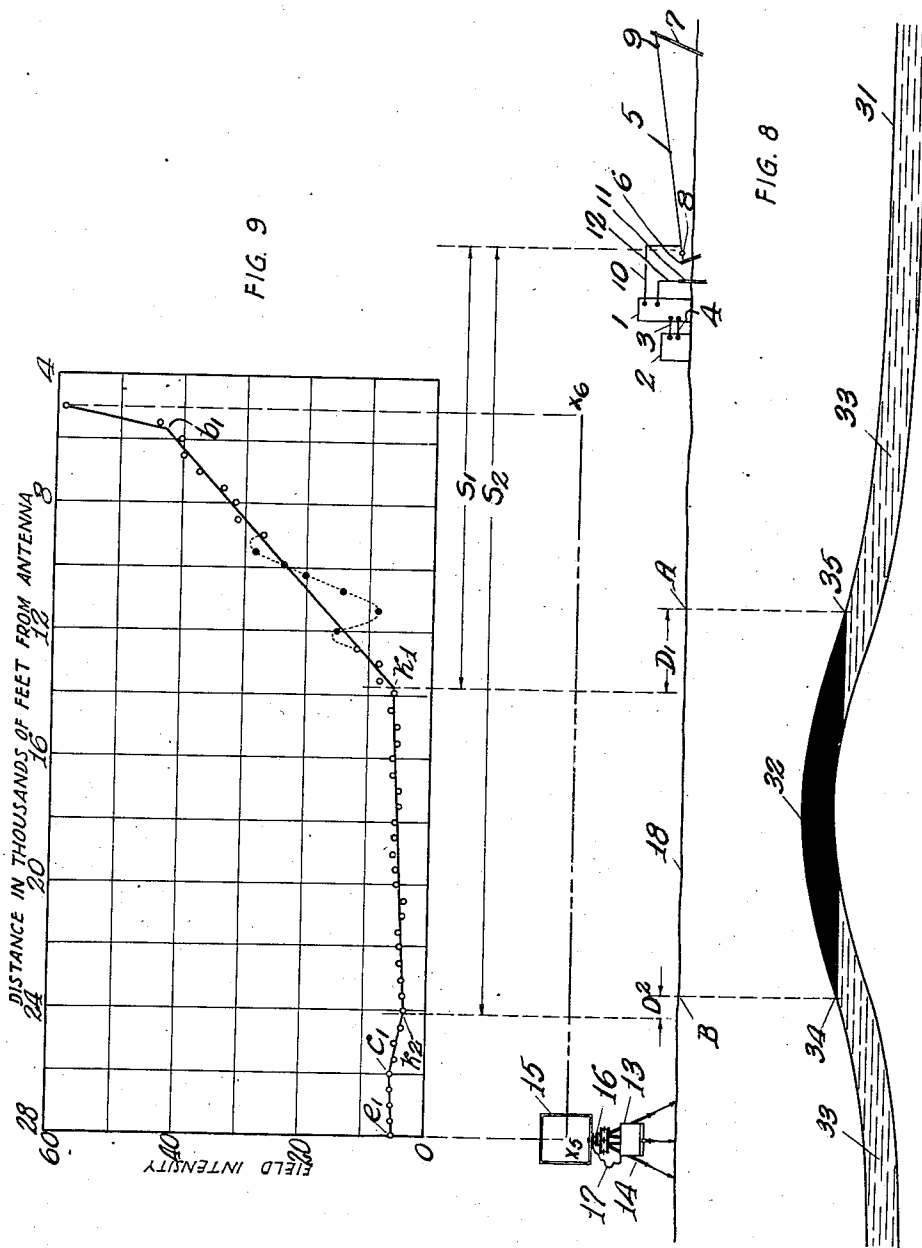 FIG. 9
DISTANCE IN THOUSANDS OF FEET FROM ANTENNA
28 24 20 16 12 8 4
FIELD INTENSITY
60
40
20
0
e1 C1 k2 k1 b1
S1
S2
X5 X6
15
16
17
13
14
D2 B 18 D1 A
2 3 4 1 10 12 11 6 8 5 9 7
FIG. 8
33 34 32 35 33 31